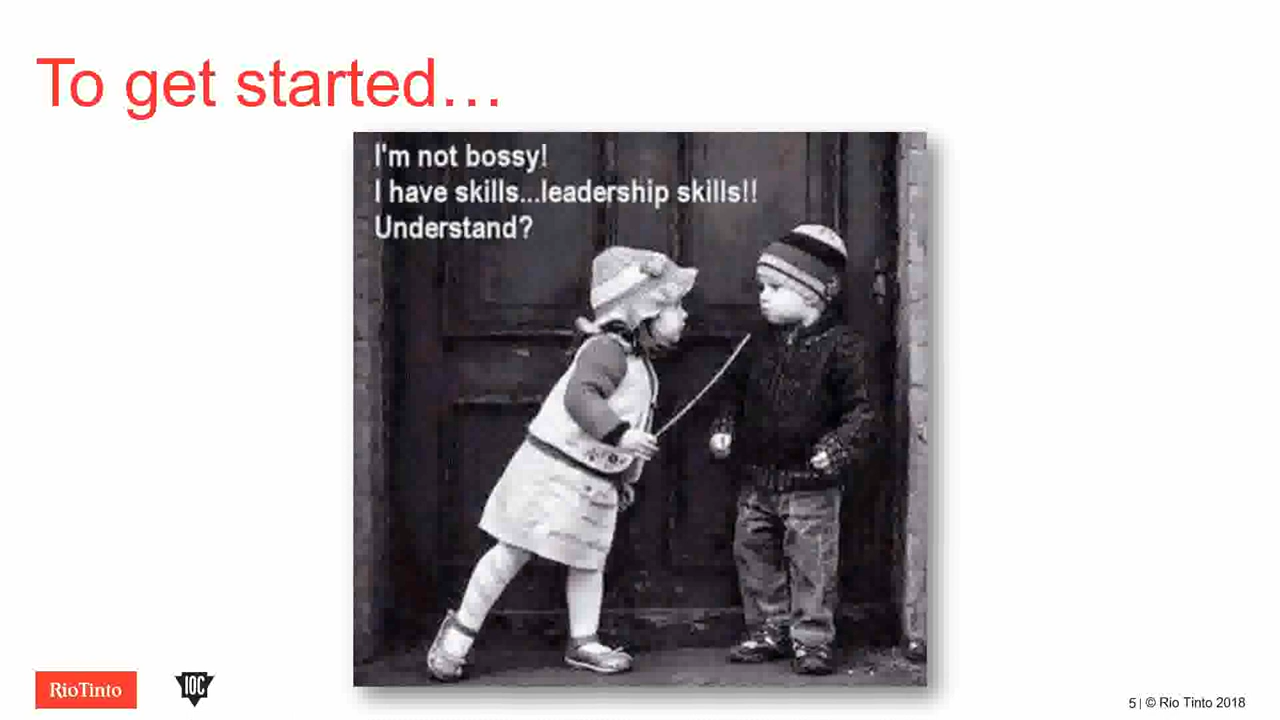 To get started…
I'm not bossy!
I have skills...leadership skills!!
Understand?
RioTinto
IOC
5 | © Rio Tinto 2018